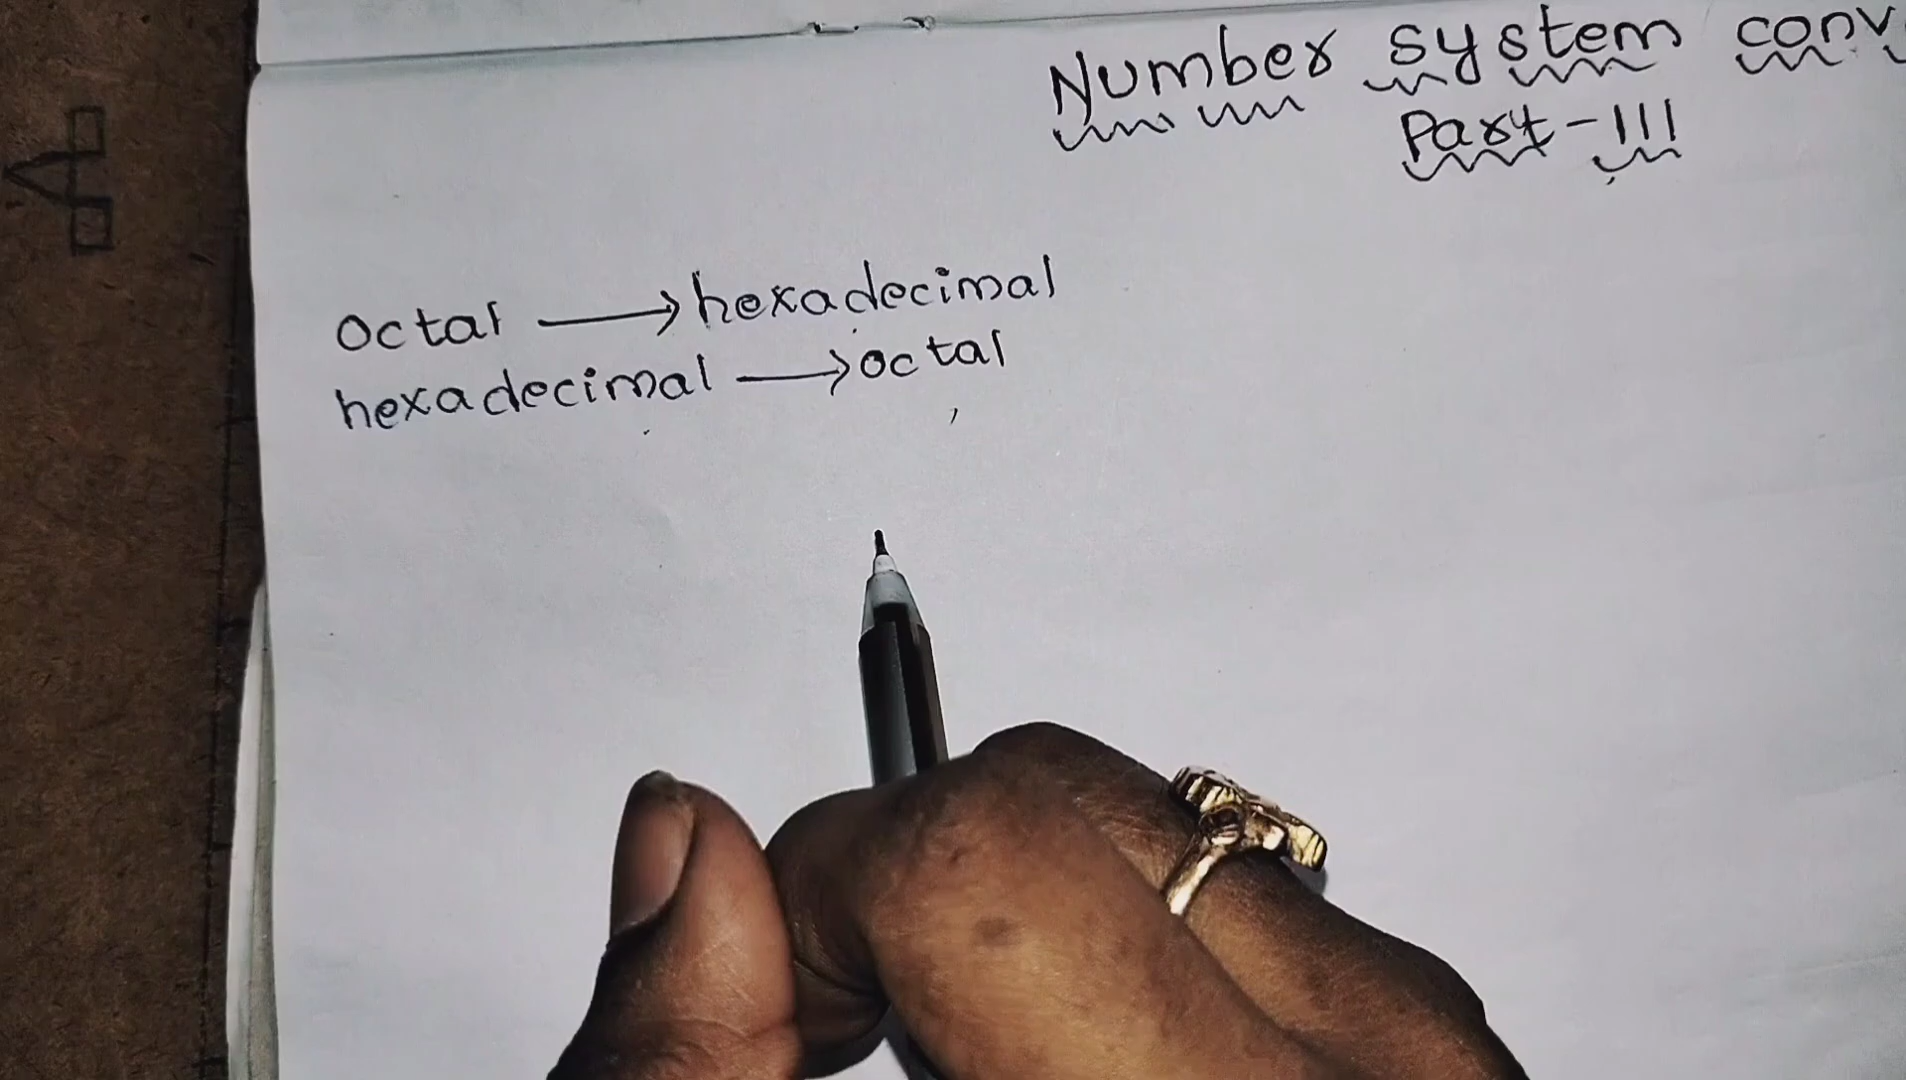 Number system conv
Part-III
Octal → hexadecimal
hexadecimal → octal